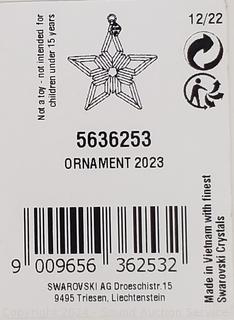 Not a toy - not intended for
children under 15 years
12/22
5636253
ORNAMENT 2023
9 009656 362532
SWAROVSKI AG Droeschistr.15
9495 Triesen, Liechtenstein
Made in Vietnam with finest
Swarovski Crystals